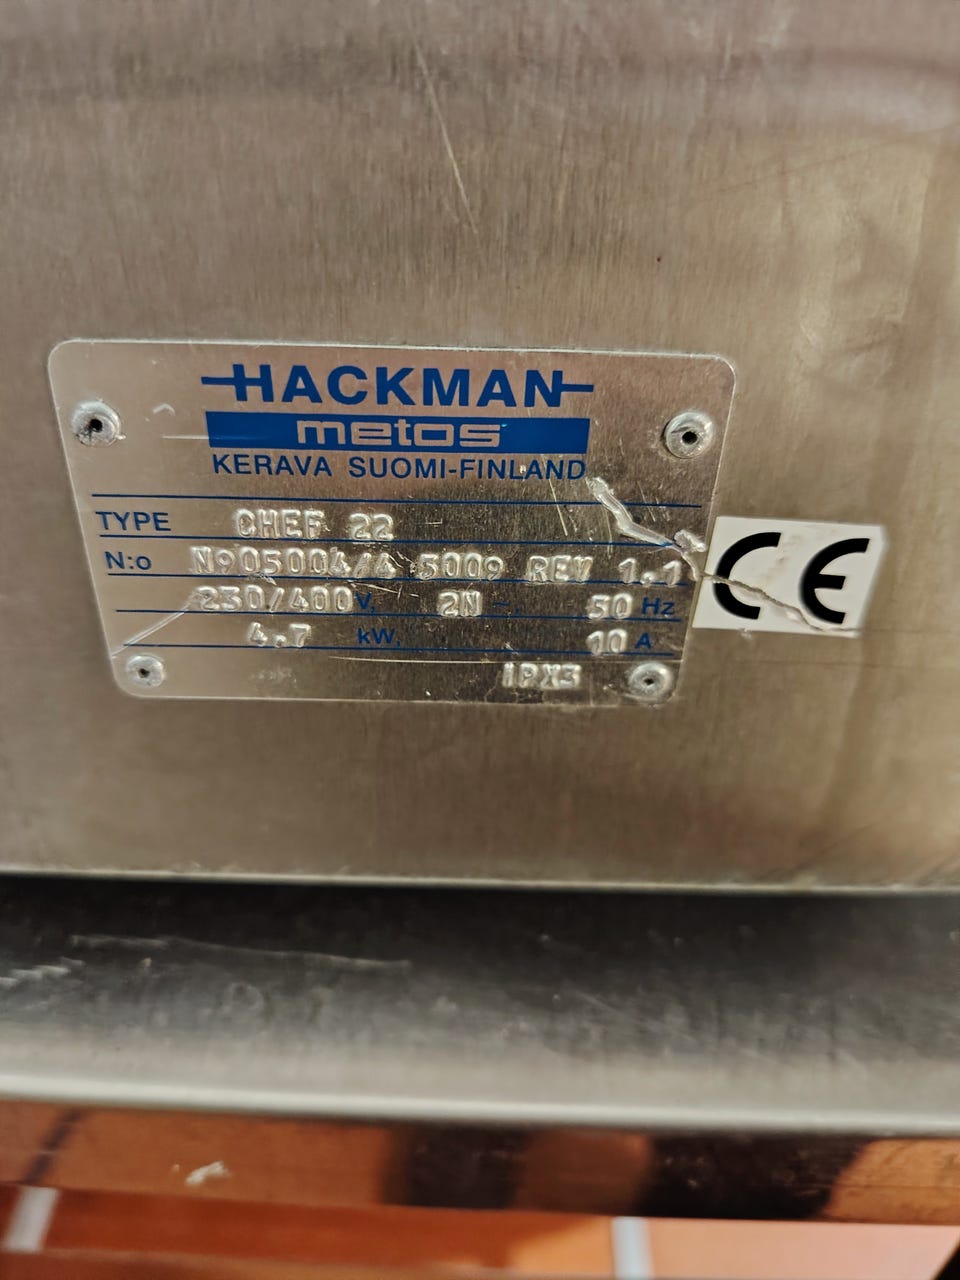 HACKMAN
metos
KERAVA SUOMI-FINLAND
TYPE CHEF 22
N:o N905004/4 5009 REV 1.1
230/400 V, 2N ~, 50 Hz
4.7 kW, 10 A
IPX3
CE